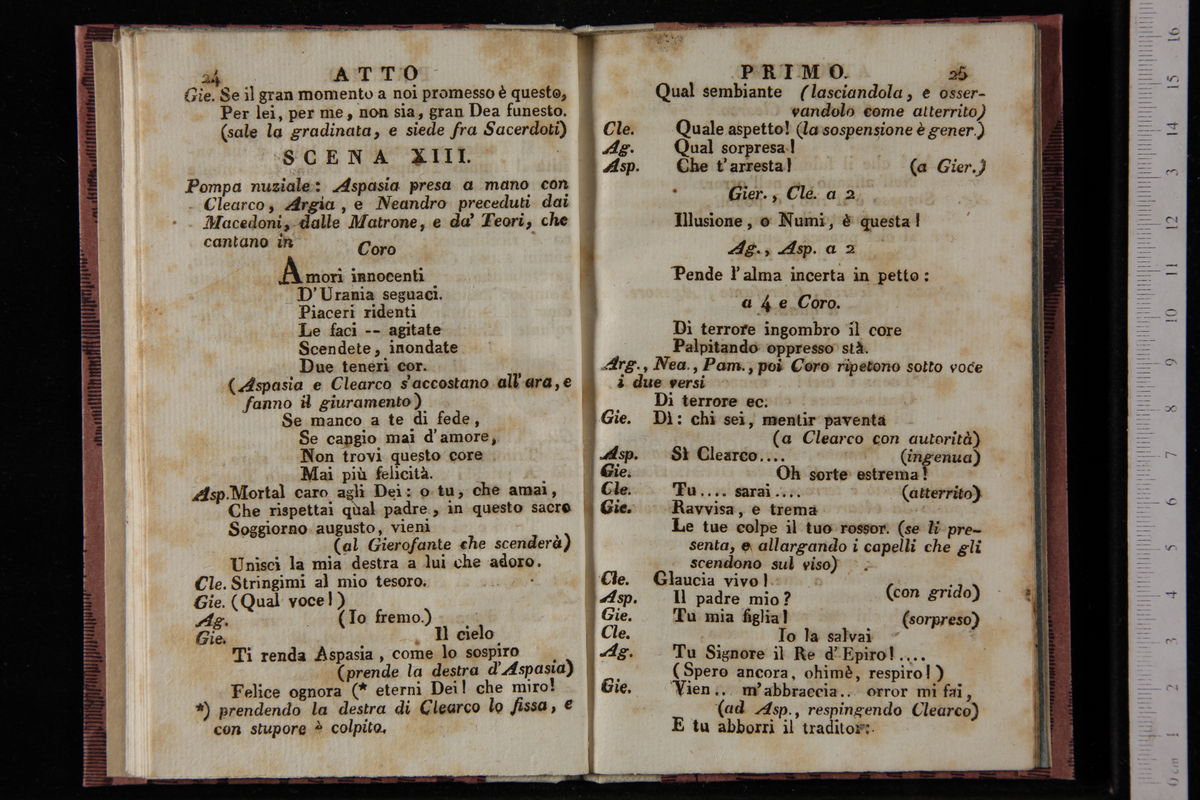 24 ATTO
Gie. Se il gran momento a noi promesso è questo,
Per lei, per me, non sia, gran Dea funesto.
(sale la gradinata, e siede fra Sacerdoti)
SCENA XIII.
Pompa nuziale: Aspasia presa a mano con
Clearco, Argia, e Neandro preceduti dai
Macedoni, dalle Matrone, e da' Teori, che
cantano in
Coro
Amori innocenti
D'Urania seguaci.
Piaceri ridenti
Le faci -- agitate
Scendete, inondate
Due teneri cor.
(Aspasia e Clearco s'accostano all'ara, e
fanno il giuramento)
Se manco a te di fede,
Se cangio mai d'amore,
Non trovi questo core
Mai più felicità.
Asp. Mortal caro agli Dei: o tu, che amai,
Che rispettai qual padre, in questo sacro
Soggiorno augusto, vieni
(al Gierofante che scenderà)
Unisci la mia destra a lui che adoro.
Cle. Stringimi al mio tesoro.
Gie. (Qual voce!)
Ag. (Io fremo.)
Gie. Il cielo
Ti renda Aspasia, come lo sospiro
(prende la destra d'Aspasia)
Felice ognora (* eterni Dei! che miro!
*) prendendo la destra di Clearco lo fissa, e
con stupore è colpito.
PRIMO. 25
Qual sembiante (lasciandola, e osser-
vandolo come atterrito)
Cle. Quale aspetto! (la sospensione è gener.)
Ag. Qual sorpresa!
Asp. Che t'arresta! (a Gier.)
Gier., Cle. a 2
Illusione, o Numi, è questa!
Ag., Asp. a 2
Pende l'alma incerta in petto:
a 4 e Coro.
Di terrore ingombro il core
Palpitando oppresso stà.
Arg., Nea., Pam., poi Coro ripetono sotto voce
i due versi
Di terrore ec.
Gie. Dì: chi sei, mentir paventa
(a Clearco con autorità)
Asp. Sì Clearco.... (ingenua)
Gie. Oh sorte estrema!
Cle. Tu.... sarai.... (atterrito)
Gie. Ravvisa, e trema
Le tue colpe il tuo rossor. (se li pre-
senta, e allargando i capelli che gli
scendono sul viso)
Cle. Glaucia vivo!
Asp. Il padre mio? (con grido)
Gie. Tu mia figlia! (sorpreso)
Cle. Io la salvai
Ag. Tu Signore il Re d'Epiro!....
(Spero ancora, ohimè, respiro!)
Gie. Vien.. m'abbraccia.. orror mi fai,
(ad Asp., respingendo Clearco)
E tu abborri il traditor: